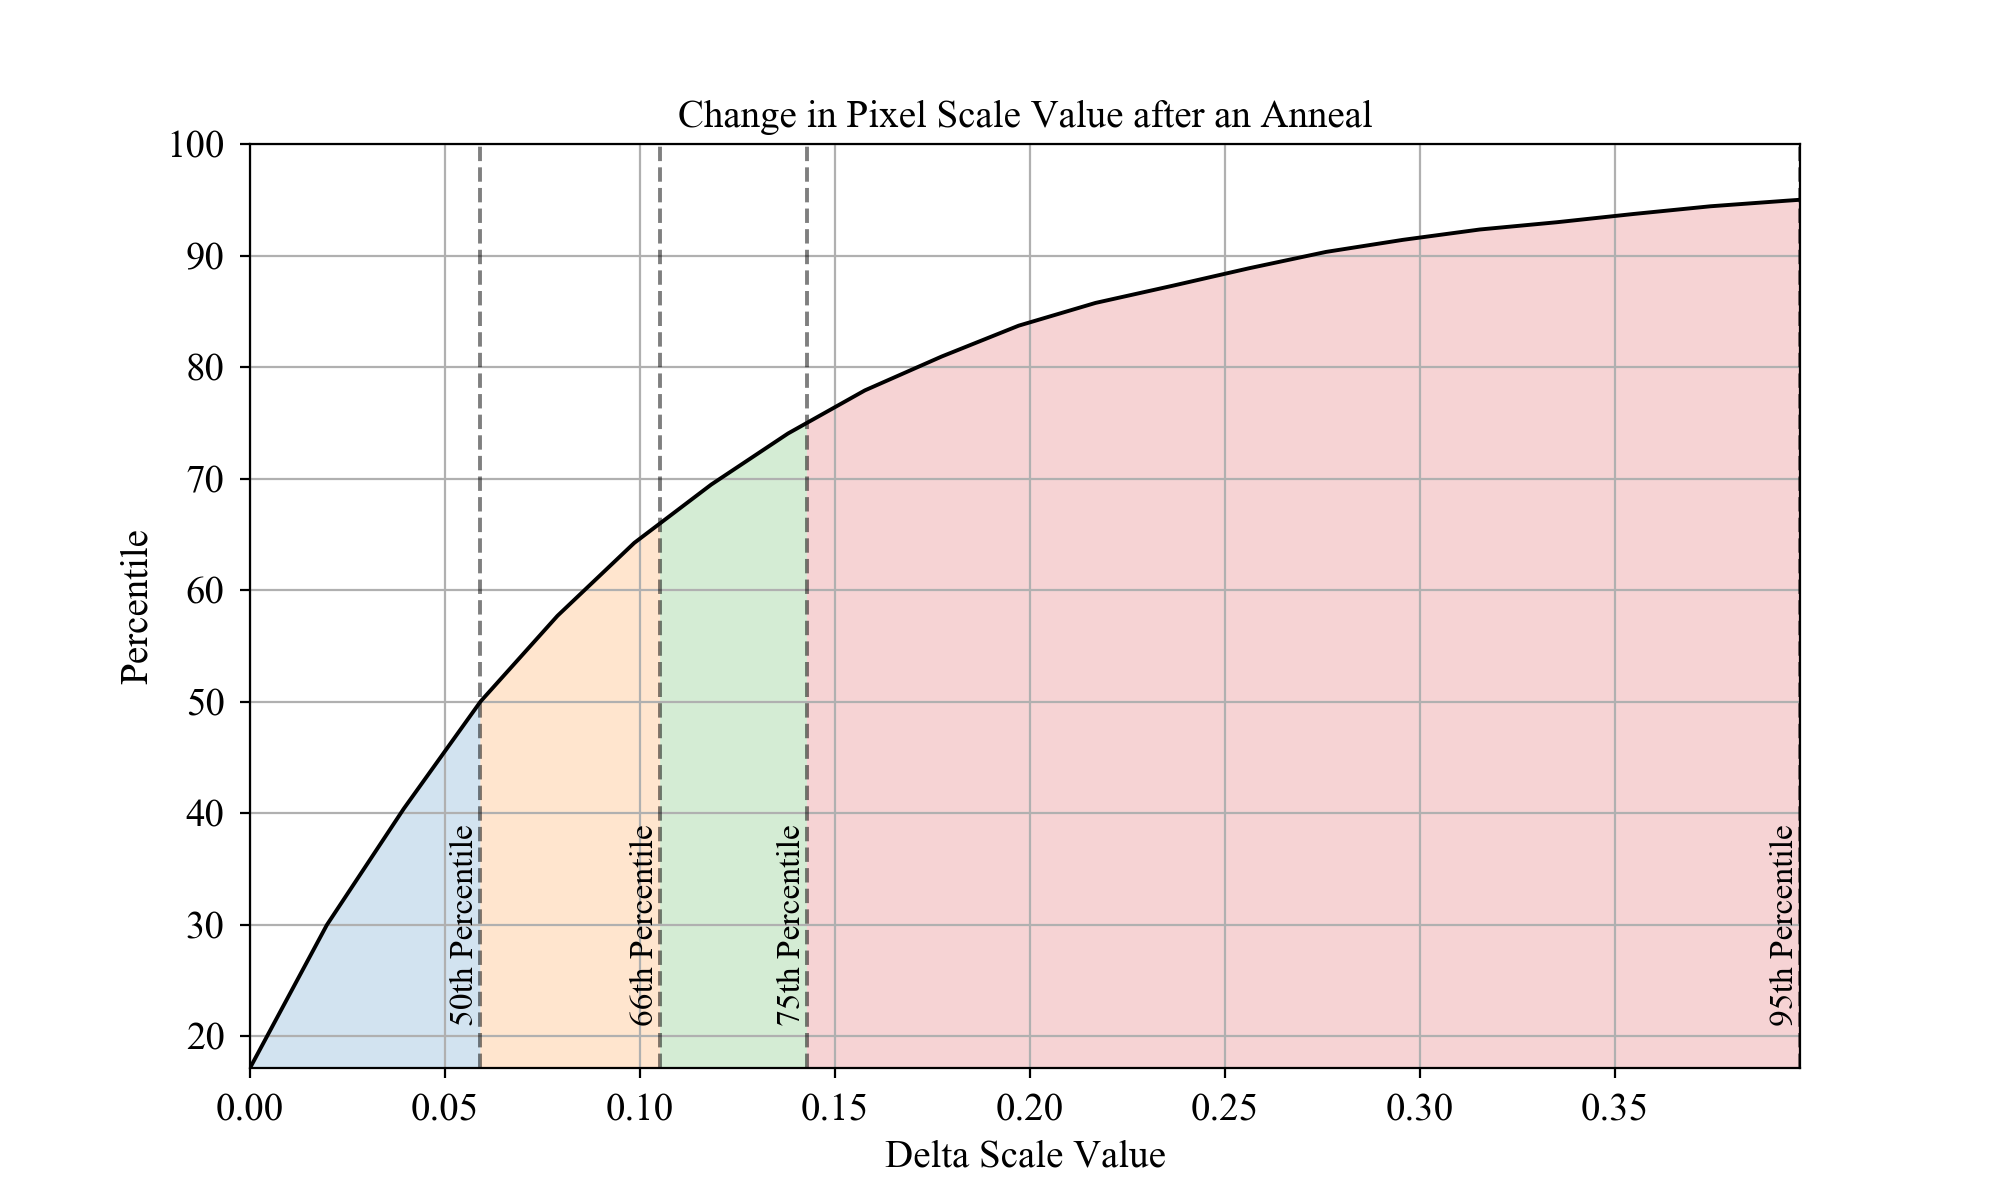 Change in Pixel Scale Value after an Anneal
100
90
80
70
60
50
40
30
20
Percentile
50th Percentile
66th Percentile
75th Percentile
95th Percentile
0.00 0.05 0.10 0.15 0.20 0.25 0.30 0.35
Delta Scale Value